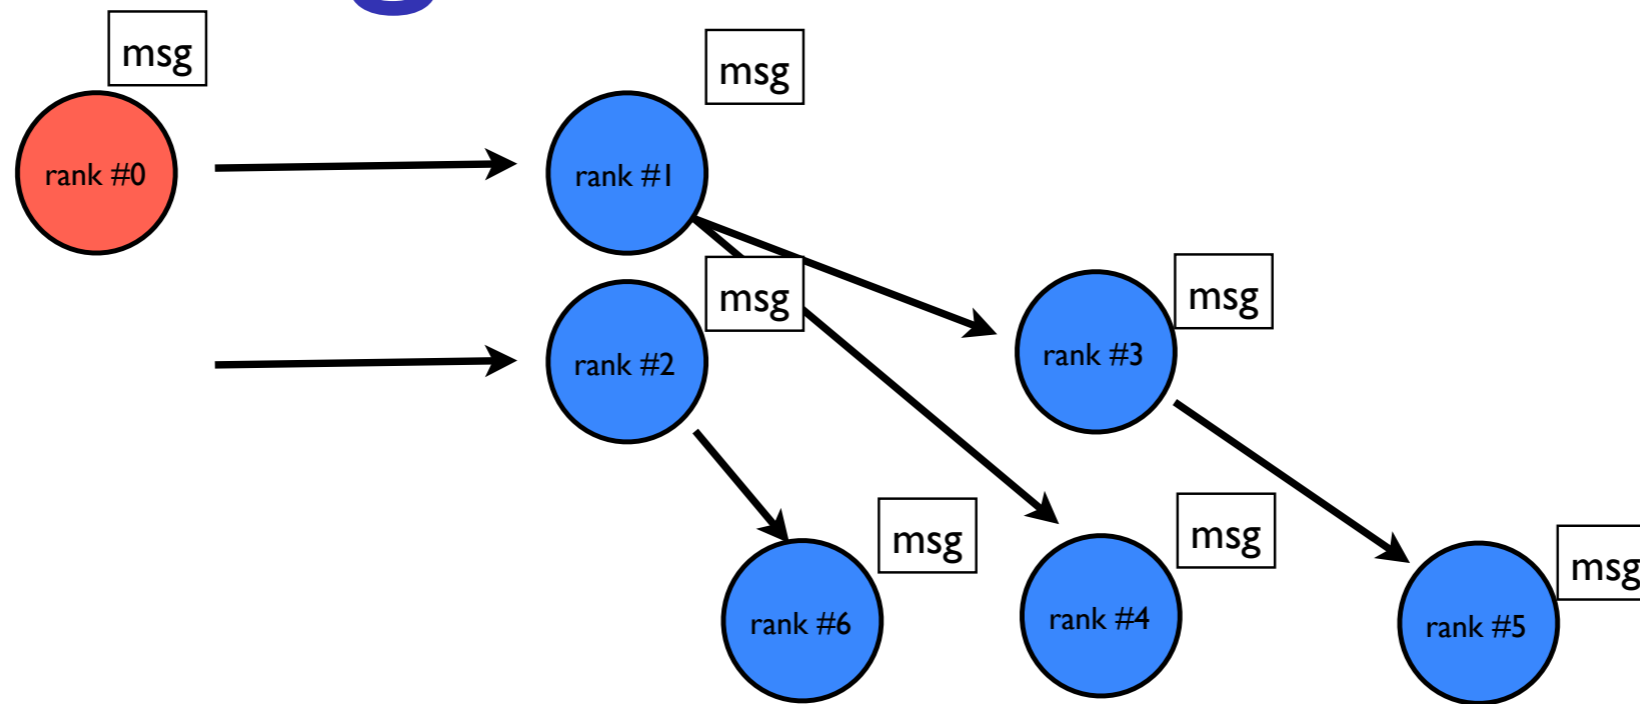 msg
msg
rank #0
rank #1
msg
msg
rank #2
rank #3
msg
msg
msg
rank #6
rank #4
rank #5